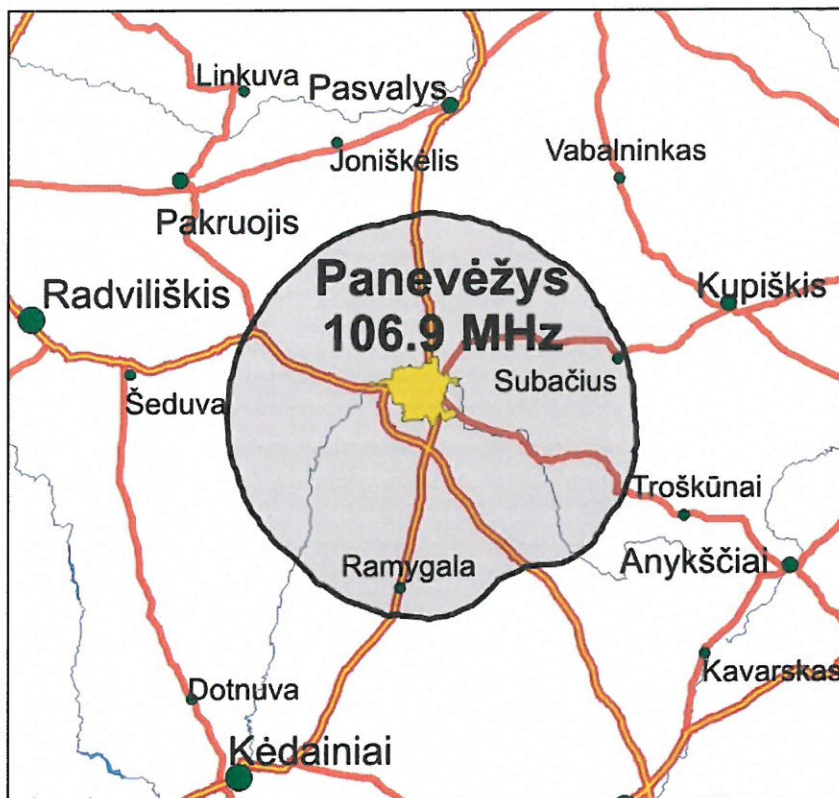 Linkuva
Pasvalys
Joniškėlis
Vabalninkas
Pakruojis
Panevėžys
106.9 MHz
Radviliškis
Kupiškis
Subačius
Šeduva
Troškūnai
Ramygala
Anykščiai
Kavarskas
Dotnuva
Kėdainiai